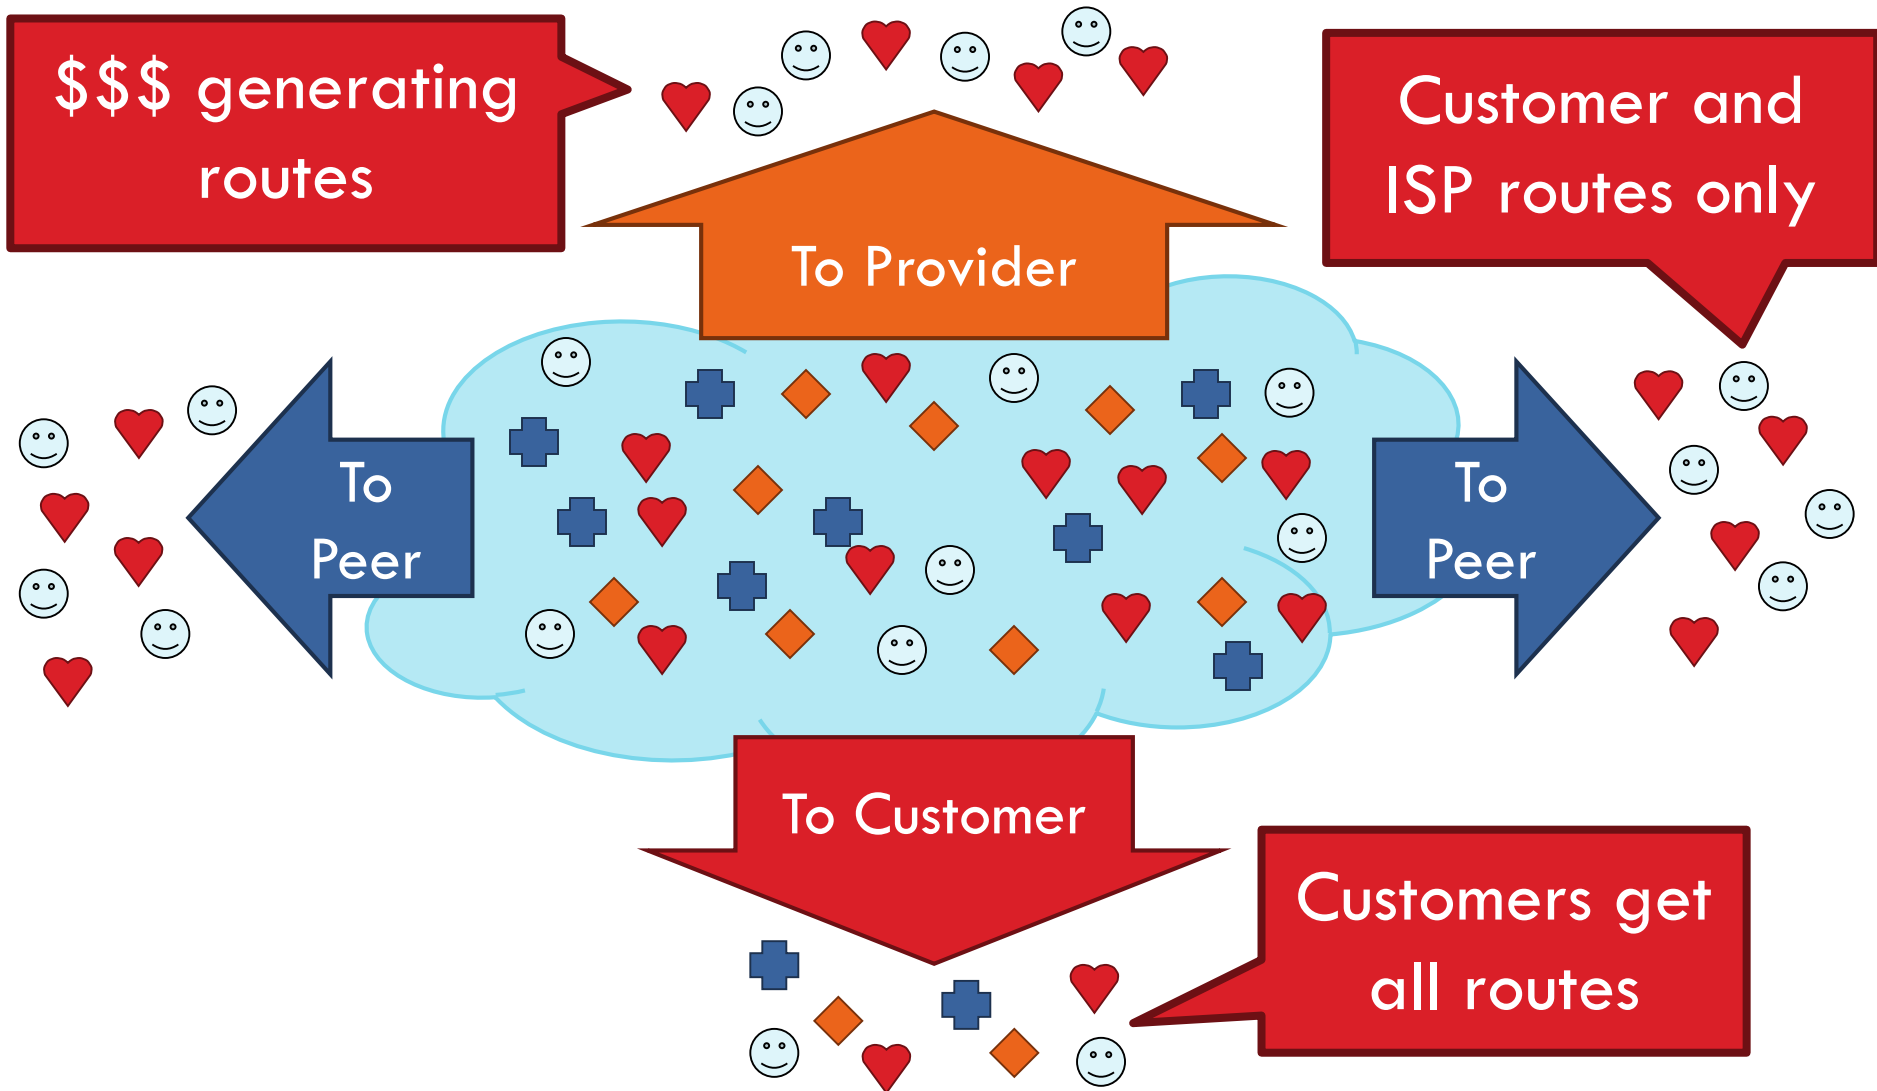 $$$ generating
routes
Customer and
ISP routes only
To Provider
To
Peer
To
Peer
To Customer
Customers get
all routes